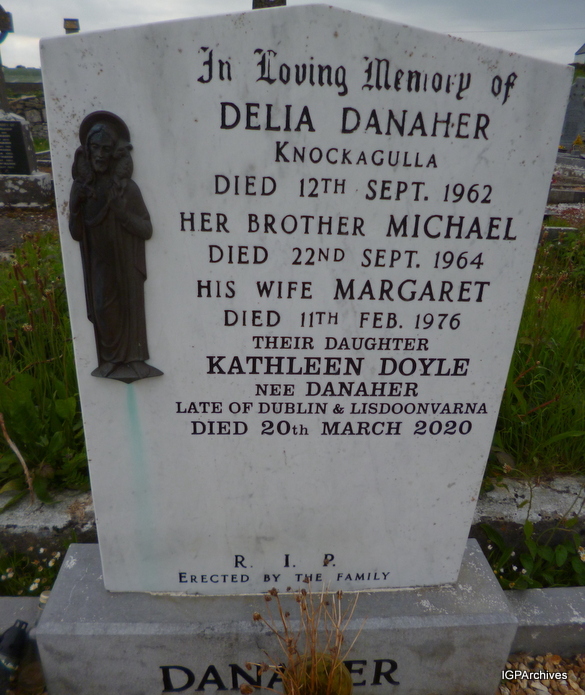 In Loving Memory of
DELIA DANAHER
KNOCKAGULLA
DIED 12TH SEPT. 1962
HER BROTHER MICHAEL
DIED 22ND SEPT. 1964
HIS WIFE MARGARET
DIED 11TH FEB. 1976
THEIR DAUGHTER
KATHLEEN DOYLE
NEE DANAHER
LATE OF DUBLIN & LISDOONVARNA
DIED 20th MARCH 2020
R. I. P.
ERECTED BY THE FAMILY
DANAHER
IGPArchives